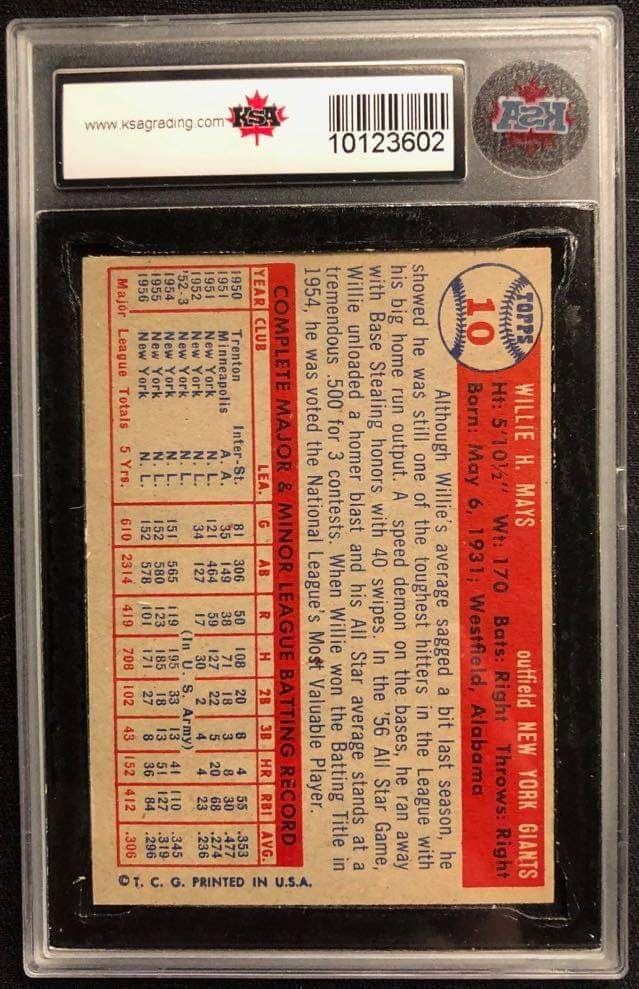 www.ksagrading.com KSA
10123602
KSA
TOPPS
10
WILLIE H. MAYS outfield NEW YORK GIANTS
Ht: 5'10½" Wt: 170 Bats: Right Throws: Right
Born: May 6, 1931; Westfield, Alabama
Although Willie's average sagged a bit last season, he
showed he was still one of the toughest hitters in the League with
his big home run output. A speed demon on the bases, he ran away
with Base Stealing honors with 40 swipes. In the '56 All Star Game,
Willie unloaded a homer blast and his All Star average stands at a
tremendous .500 for 3 contests. When Willie won the Batting Title in
1954, he was voted the National League's Most Valuable Player.
COMPLETE MAJOR & MINOR LEAGUE BATTING RECORD
YEAR CLUB LEA. G AB R H 2B 3B HR RBI AVG.
1950 Trenton Inter-St. 81 306 50 108 20 8 4 55 .353
1951 Minneapolis A. A. 35 149 38 71 18 3 8 30 .477
1951 New York N. L. 121 464 59 127 22 5 20 68 .274
1952 New York N. L. 34 127 17 30 2 4 4 23 .236
'52-3 New York N. L. (In U. S. Army)
1954 New York N. L. 151 565 119 195 33 13 41 110 .345
1955 New York N. L. 152 580 123 185 18 13 51 127 .319
1956 New York N. L. 152 578 101 171 27 8 36 84 .296
Major League Totals 5 Yrs. 610 2314 419 708 102 43 152 412 .306
© T. C. G. PRINTED IN U.S.A.